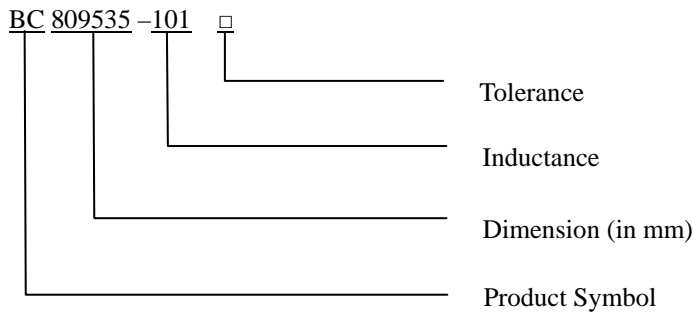 BC 809535 –101 □
Tolerance
Inductance
Dimension (in mm)
Product Symbol